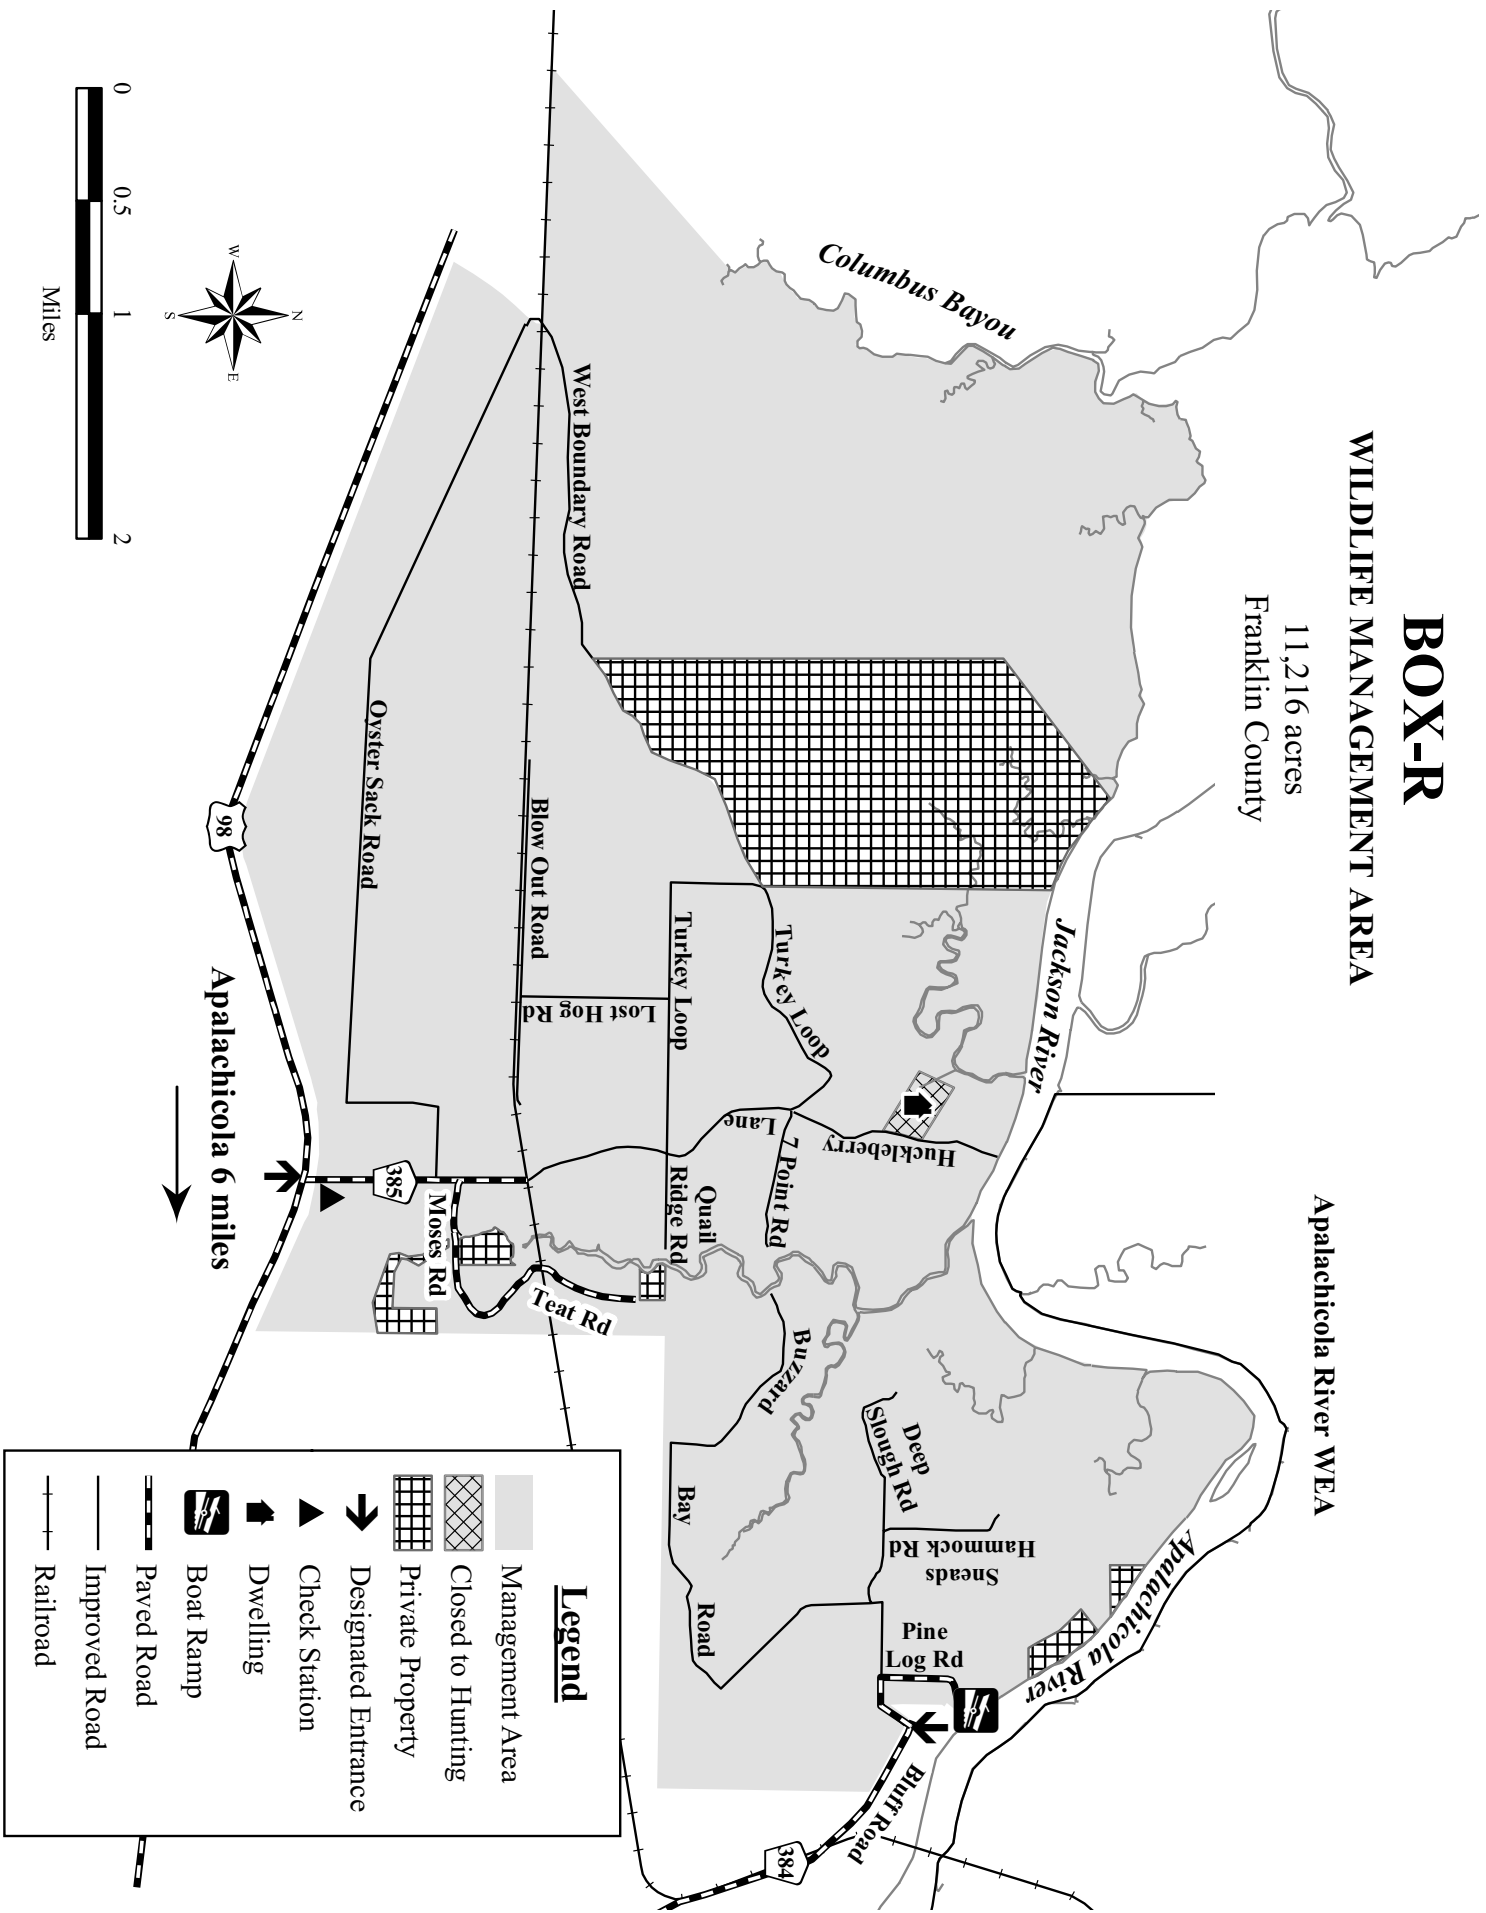 BOX-R
WILDLIFE MANAGEMENT AREA
11,216 acres
Franklin County
Apalachicola River WEA
Columbus Bayou
Jackson River
Apalachicola River
West Boundary Road
Oyster Sack Road
Blow Out Road
Turkey Loop
Turkey Loop
Lost Hog Rd
Huckleberry
Lane
7 Point Rd
Quail
Ridge Rd
Moses Rd
Teat Rd
Buzzard
Bay
Road
Deep
Slough Rd
Sneads
Hammock Rd
Pine
Log Rd
Bluff Road
98
385
384
Apalachicola 6 miles
N
W
E
S
0
0.5
1
2
Miles
Legend
Management Area
Closed to Hunting
Private Property
Designated Entrance
Check Station
Dwelling
Boat Ramp
Paved Road
Improved Road
Railroad